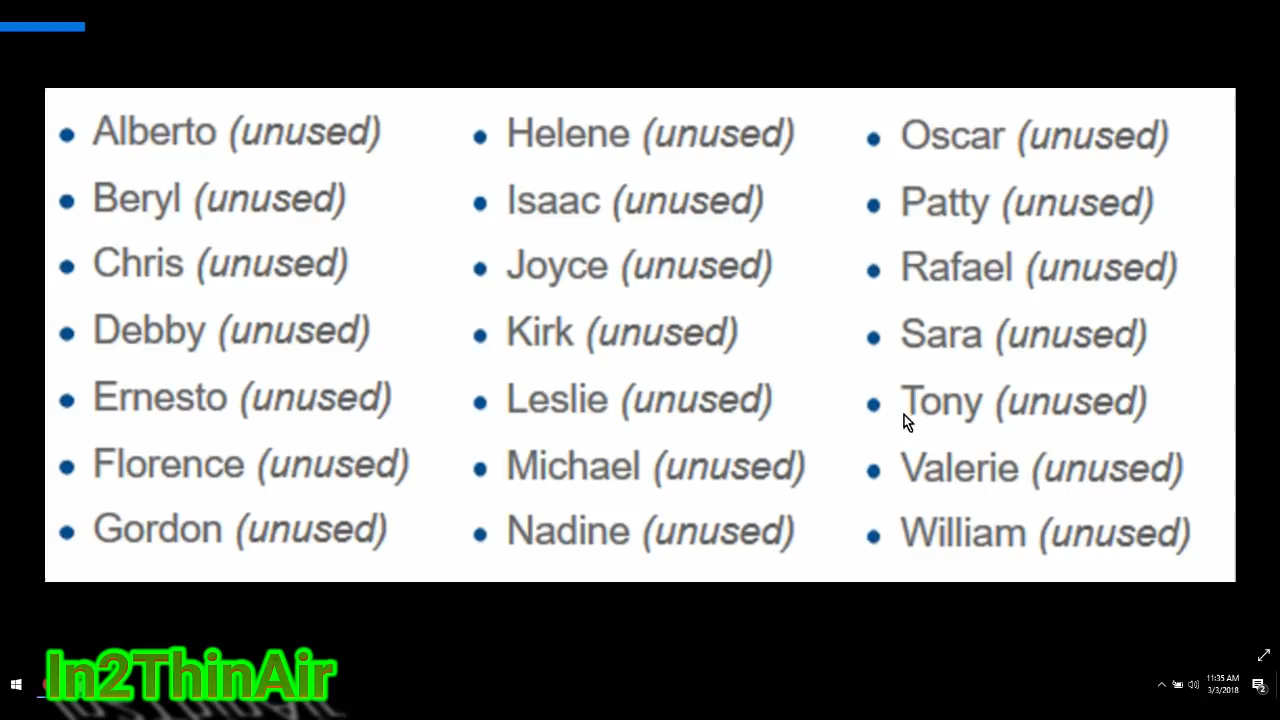 Alberto (unused)
Beryl (unused)
Chris (unused)
Debby (unused)
Ernesto (unused)
Florence (unused)
Gordon (unused)
Helene (unused)
Isaac (unused)
Joyce (unused)
Kirk (unused)
Leslie (unused)
Michael (unused)
Nadine (unused)
Oscar (unused)
Patty (unused)
Rafael (unused)
Sara (unused)
Tony (unused)
Valerie (unused)
William (unused)
In2ThinAir
11:35 AM
3/3/2018
2